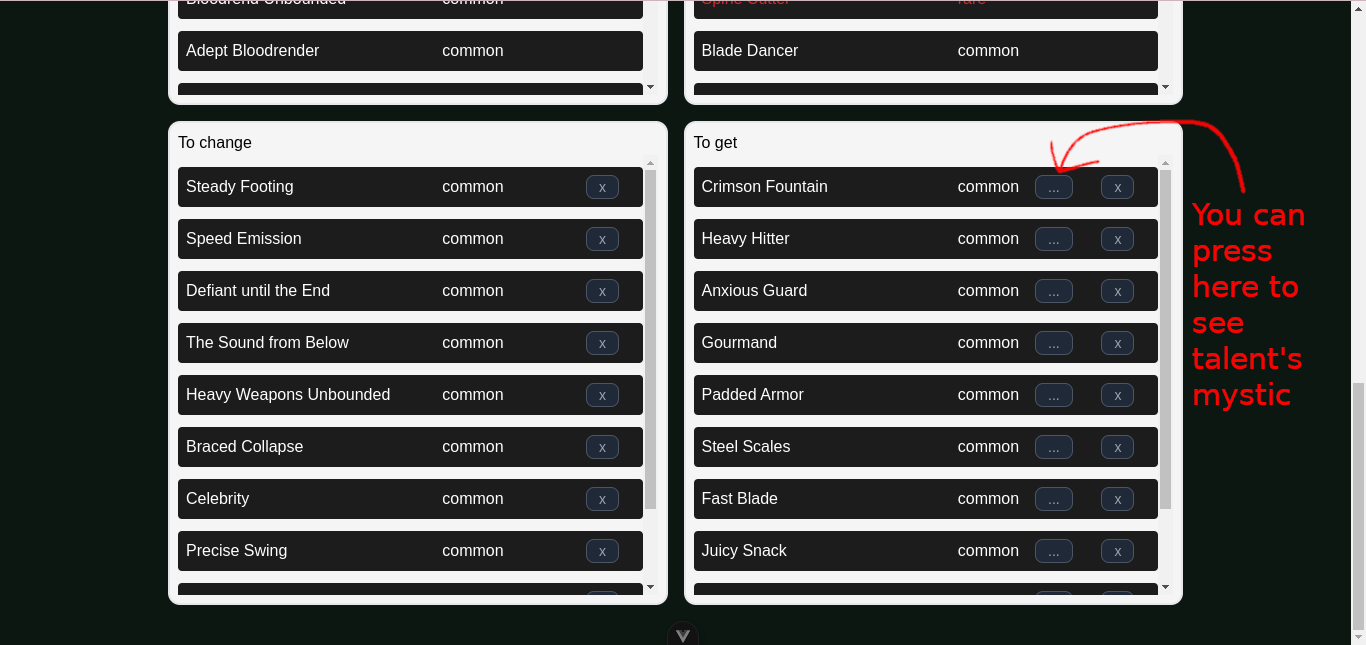 Bloodrend Unbounded common Spine Cutter rare
Adept Bloodrender common Blade Dancer common
To change To get
Steady Footing common x Crimson Fountain common ... x
Speed Emission common x Heavy Hitter common ... x
Defiant until the End common x Anxious Guard common ... x
The Sound from Below common x Gourmand common ... x
Heavy Weapons Unbounded common x Padded Armor common ... x
Braced Collapse common x Steel Scales common ... x
Celebrity common x Fast Blade common ... x
Precise Swing common x Juicy Snack common ... x
You can
press
here to
see
talent's
mystic